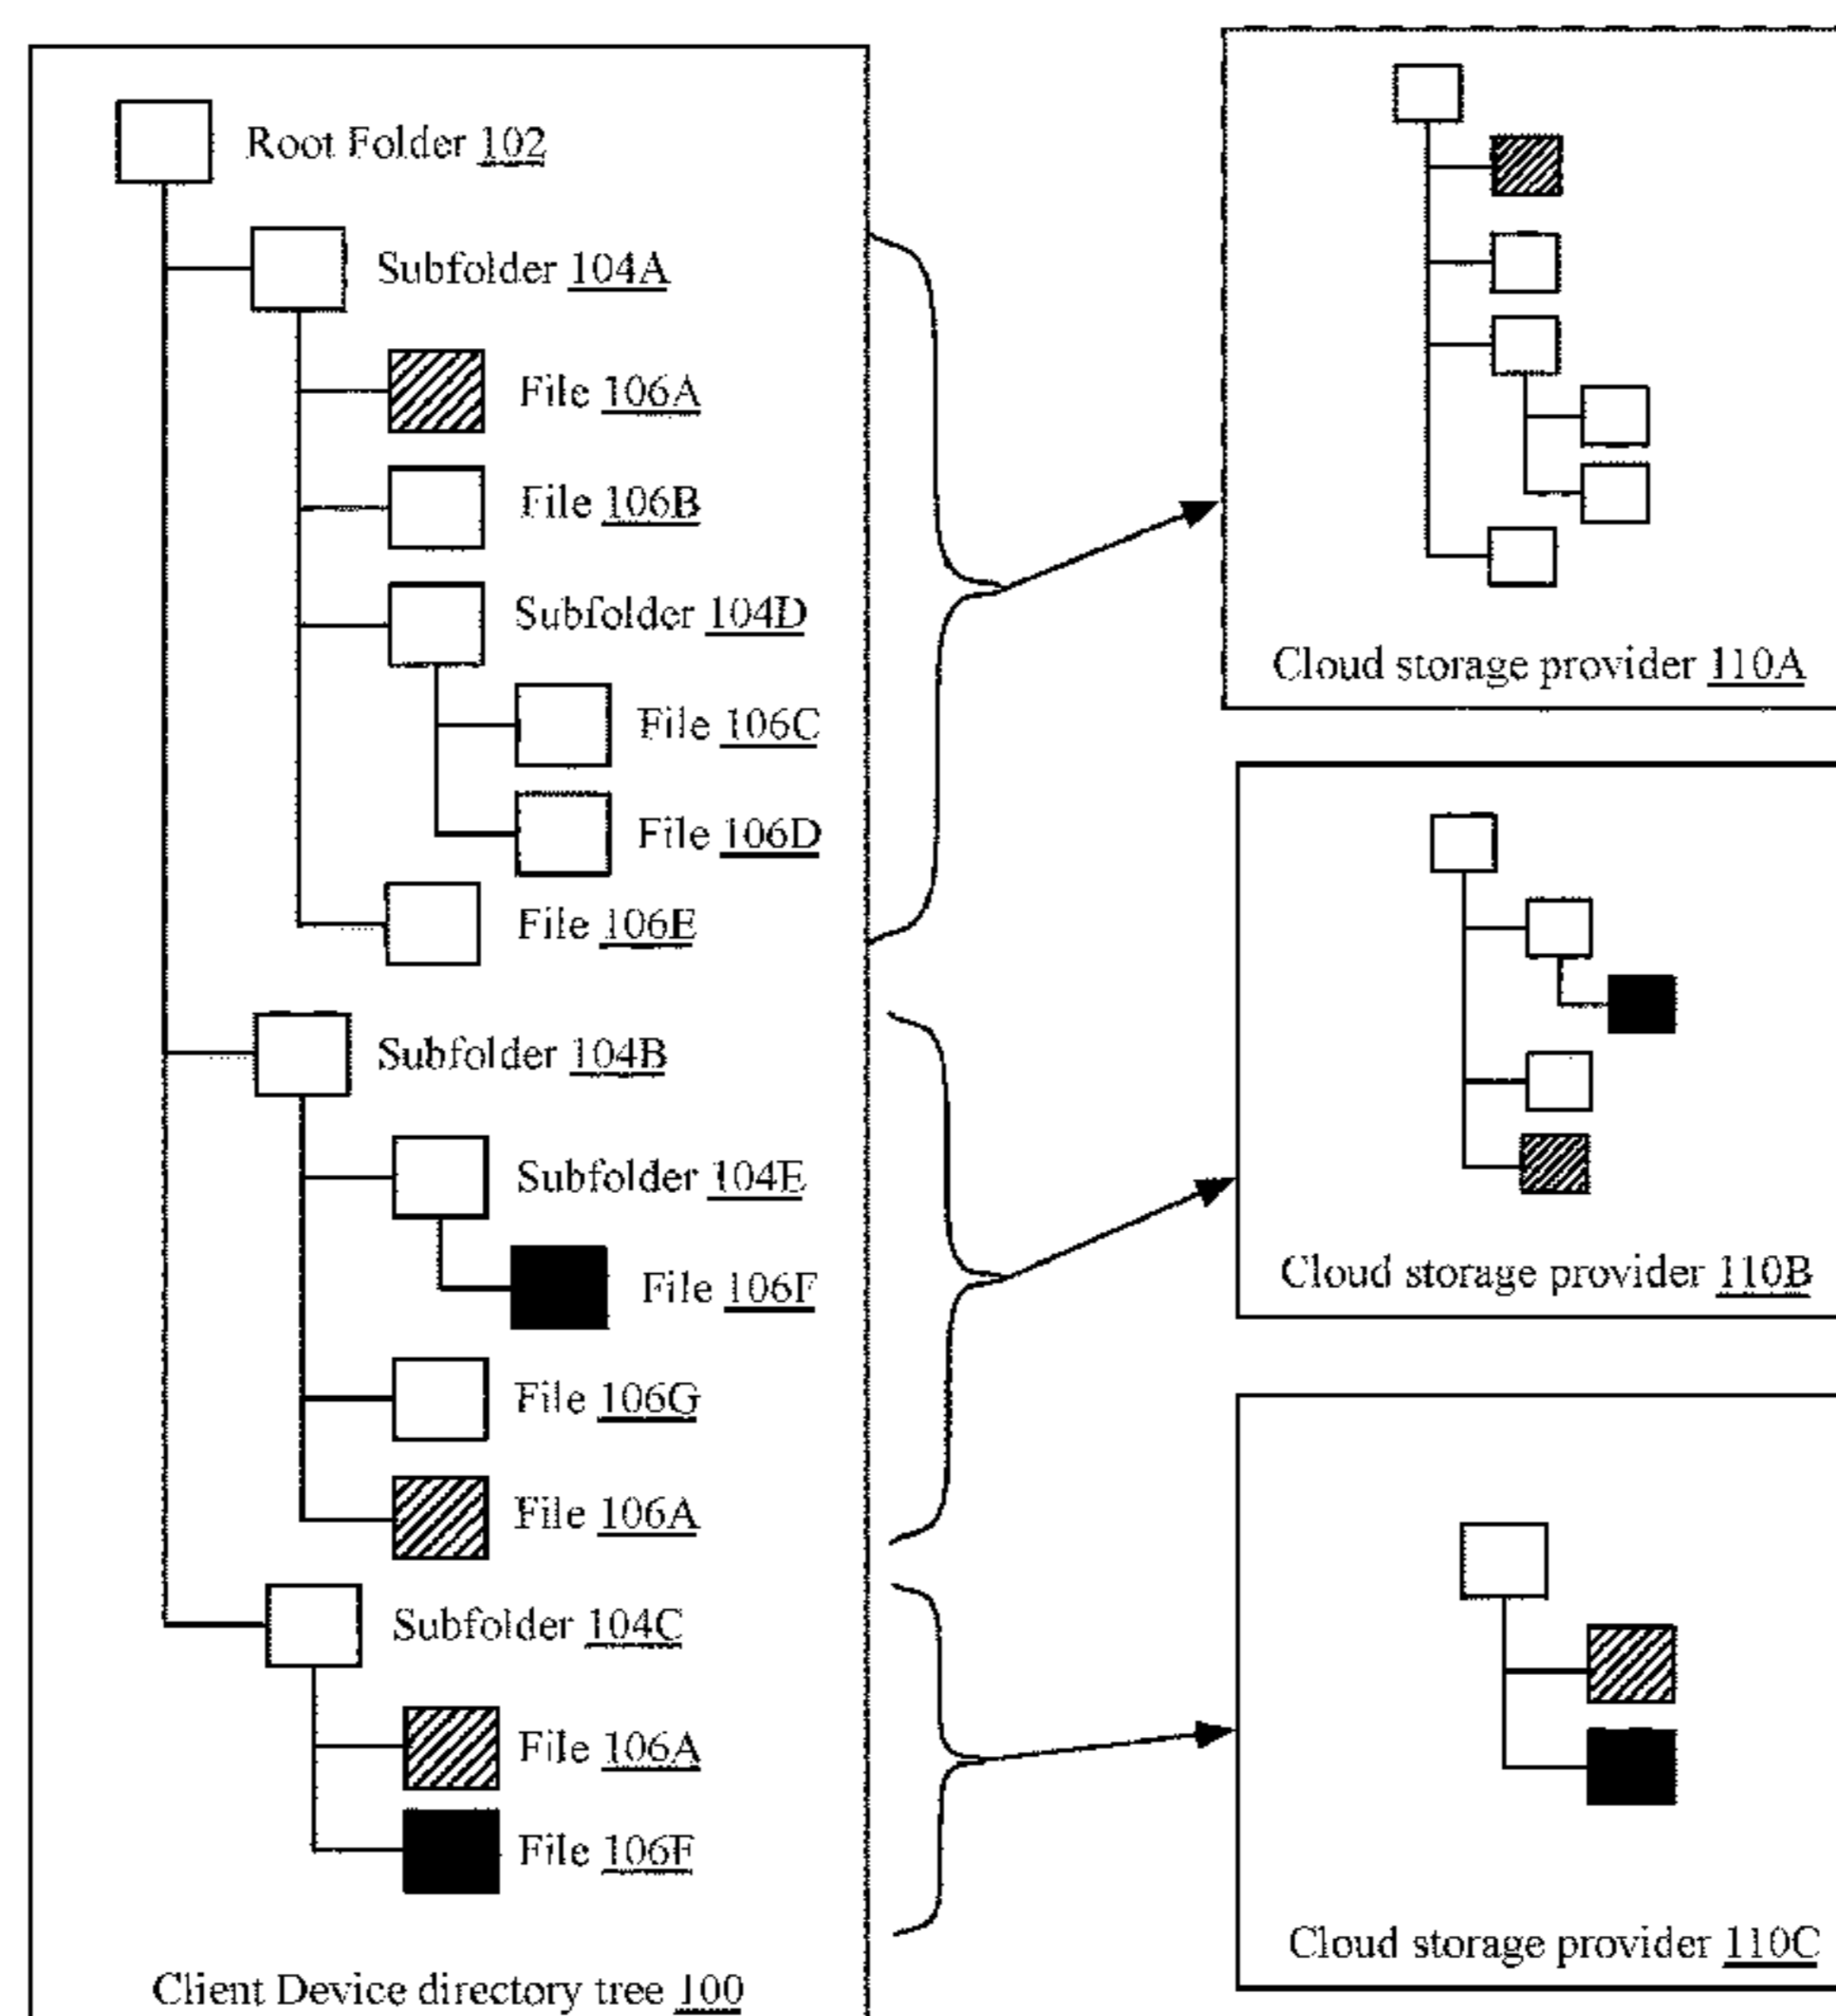 Root Folder 102
Subfolder 104A
File 106A
File 106B
Subfolder 104D
File 106C
File 106D
File 106E
Subfolder 104B
Subfolder 104E
File 106F
File 106G
File 106A
Subfolder 104C
File 106A
File 106F
Client Device directory tree 100
Cloud storage provider 110A
Cloud storage provider 110B
Cloud storage provider 110C